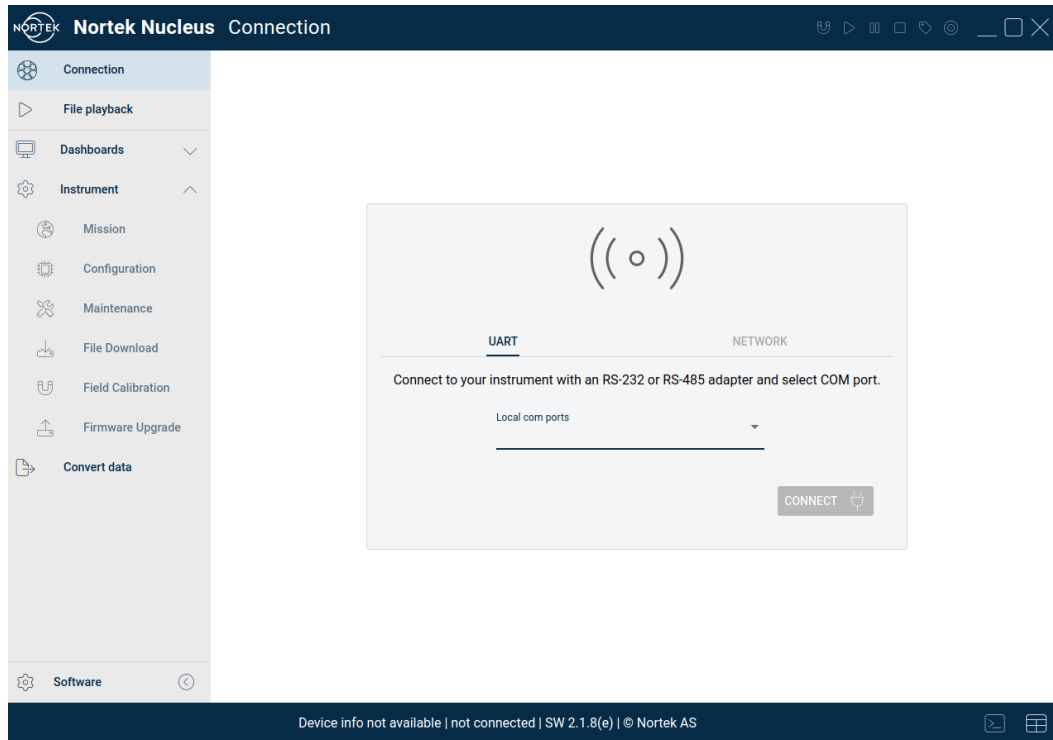 NORTEK Nortek Nucleus Connection
Connection
File playback
Dashboards
Instrument
Mission
Configuration
Maintenance
File Download
Field Calibration
Firmware Upgrade
Convert data
Software
UART NETWORK
Connect to your instrument with an RS-232 or RS-485 adapter and select COM port.
Local com ports
CONNECT
Device info not available | not connected | SW 2.1.8(e) | © Nortek AS